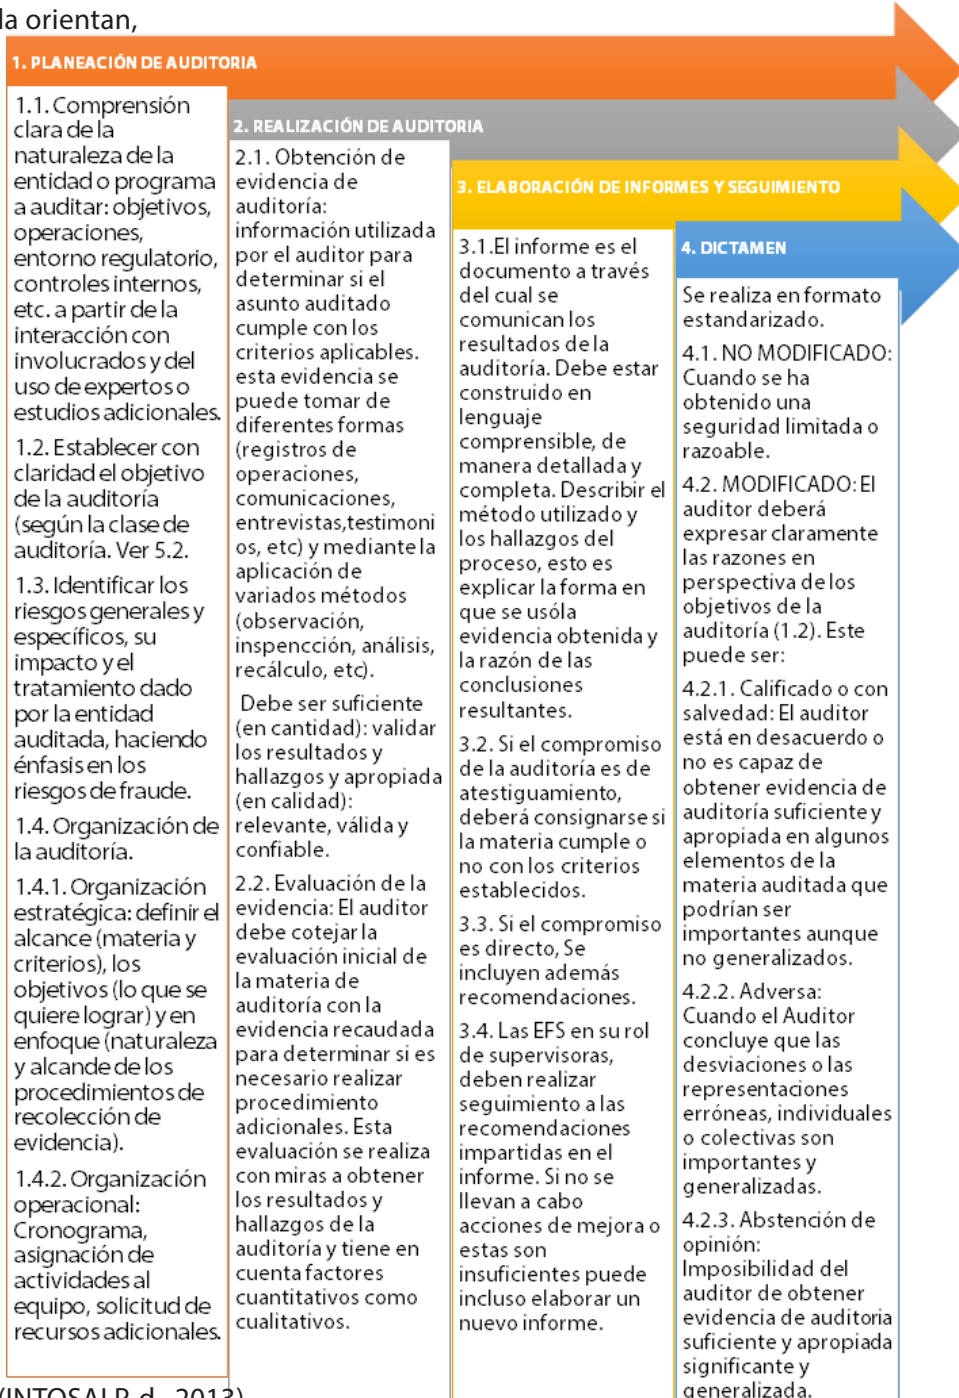 la orientan,
1. PLANEACIÓN DE AUDITORIA
1.1. Comprensión
clara de la
naturaleza de la
entidad o programa
a auditar: objetivos,
operaciones,
entorno regulatorio,
controles internos,
etc. a partir de la
interacción con
involucrados y del
uso de expertos o
estudios adicionales.
1.2. Establecer con
claridad el objetivo
de la auditoría
(según la clase de
auditoría. Ver 5.2.
1.3. Identificar los
riesgos generales y
específicos, su
impacto y el
tratamiento dado
por la entidad
auditada, haciendo
énfasis en los
riesgos de fraude.
1.4. Organización de
la auditoría.
1.4.1. Organización
estratégica: definir el
alcance (materia y
criterios), los
objetivos (lo que se
quiere lograr) y en
enfoque (naturaleza
y alcande de los
procedimientos de
recolección de
evidencia).
1.4.2. Organización
operacional:
Cronograma,
asignación de
actividades al
equipo, solicitud de
recursos adicionales.
2. REALIZACIÓN DE AUDITORIA
2.1. Obtención de
evidencia de
auditoría:
información utilizada
por el auditor para
determinar si el
asunto auditado
cumple con los
criterios aplicables.
esta evidencia se
puede tomar de
diferentes formas
(registros de
operaciones,
comunicaciones,
entrevistas,testimoni
os, etc) y mediante la
aplicación de
variados métodos
(observación,
inspencción, análisis,
recálculo, etc).
Debe ser suficiente
(en cantidad): validar
los resultados y
hallazgos y apropiada
(en calidad):
relevante, válida y
confiable.
2.2. Evaluación de la
evidencia: El auditor
debe cotejar la
evaluación inicial de
la materia de
auditoría con la
evidencia recaudada
para determinar si es
necesario realizar
procedimiento
adicionales. Esta
evaluación se realiza
con miras a obtener
los resultados y
hallazgos de la
auditoría y tiene en
cuenta factores
cuantitativos como
cualitativos.
3. ELABORACIÓN DE INFORMES Y SEGUIMIENTO
3.1.El informe es el
documento a través
del cual se
comunican los
resultados de la
auditoría. Debe estar
construido en
lenguaje
comprensible, de
manera detallada y
completa. Describir el
método utilizado y
los hallazgos del
proceso, esto es
explicar la forma en
que se usóla
evidencia obtenida y
la razón de las
conclusiones
resultantes.
3.2. Si el compromiso
de la auditoría es de
atestiguamiento,
deberá consignarse si
la materia cumple o
no con los criterios
establecidos.
3.3. Si el compromiso
es directo, Se
incluyen además
recomendaciones.
3.4. Las EFS en su rol
de supervisoras,
deben realizar
seguimiento a las
recomendaciones
impartidas en el
informe. Si no se
llevan a cabo
acciones de mejora o
estas son
insuficientes puede
incluso elaborar un
nuevo informe.
4. DICTAMEN
Se realiza en formato
estandarizado.
4.1. NO MODIFICADO:
Cuando se ha
obtenido una
seguridad limitada o
razoable.
4.2. MODIFICADO: El
auditor deberá
expresar claramente
las razones en
perspectiva de los
objetivos de la
auditoría (1.2). Este
puede ser:
4.2.1. Calificado o con
salvedad: El auditor
está en desacuerdo o
no es capaz de
obtener evidencia de
auditoría suficiente y
apropiada en algunos
elementos de la
materia auditada que
podrían ser
importantes aunque
no generalizados.
4.2.2. Adversa:
Cuando el Auditor
concluye que las
desviaciones o las
representaciones
erróneas, individuales
o colectivas son
importantes y
generalizadas.
4.2.3. Abstención de
opinión:
Imposibilidad del
auditor de obtener
evidencia de auditoria
suficiente y apropiada
significante y
generalizada.
(INTOSAI P. d., 2013)